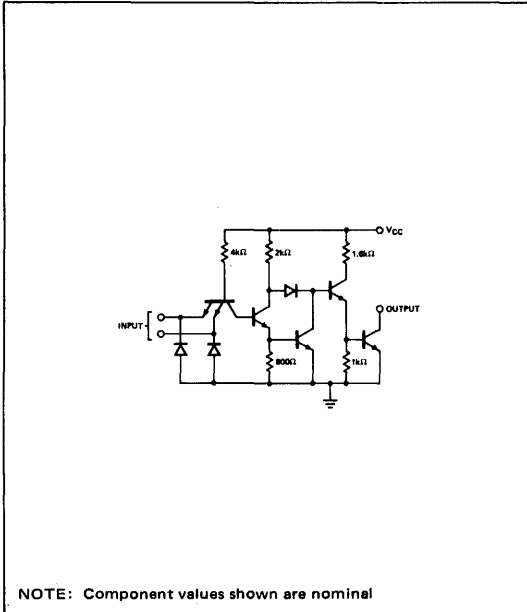 VCC
4kΩ 2kΩ 1.6kΩ
OUTPUT
INPUT
800Ω 1kΩ
NOTE: Component values shown are nominal